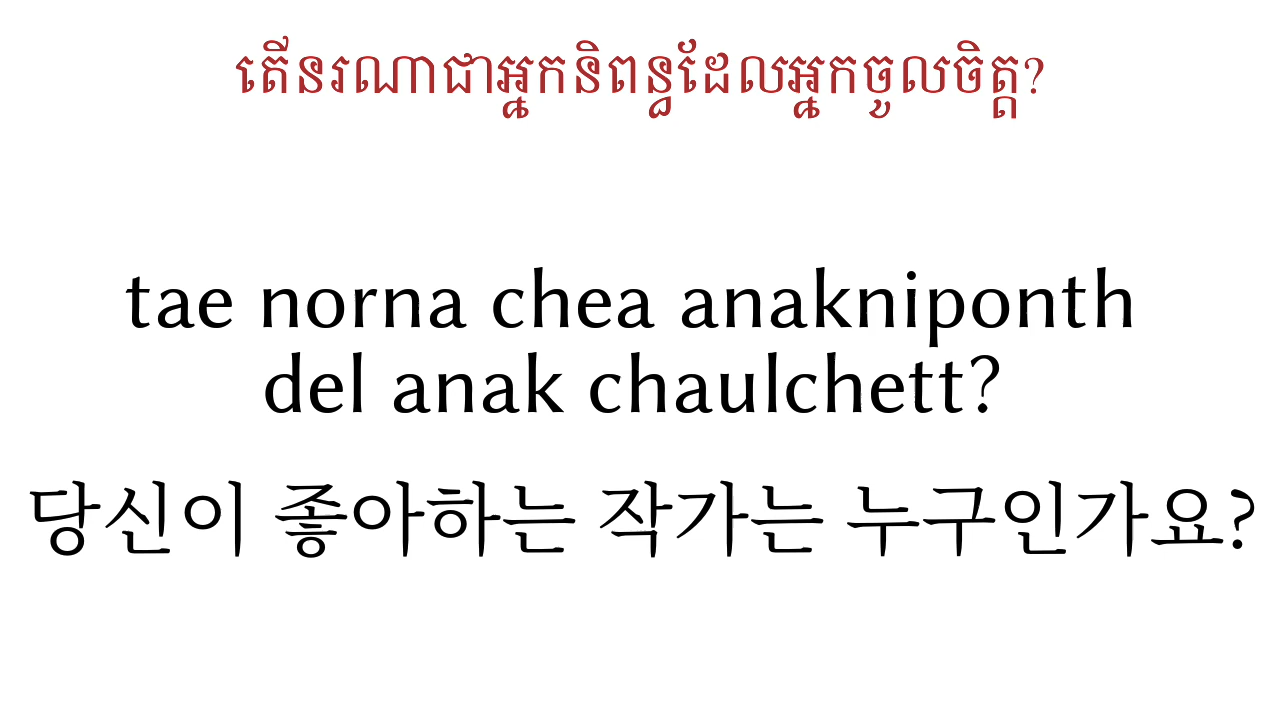 តើនរណាជាអ្នកនិពន្ធដែលអ្នកចូលចិត្ត?
tae norna chea anakniponth
del anak chaulchett?
당신이 좋아하는 작가는 누구인가요?